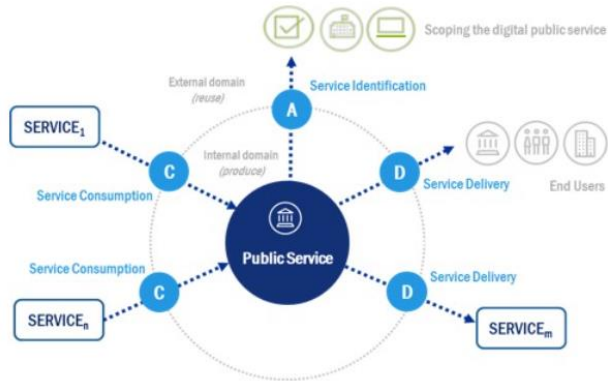 Scoping the digital public service
External domain
(reuse)
A
Service Identification
SERVICE1
Internal domain
(produce)
C
D
Service Consumption
Service Delivery
End Users
Public Service
Service Consumption
Service Delivery
C
D
SERVICEn
SERVICEm